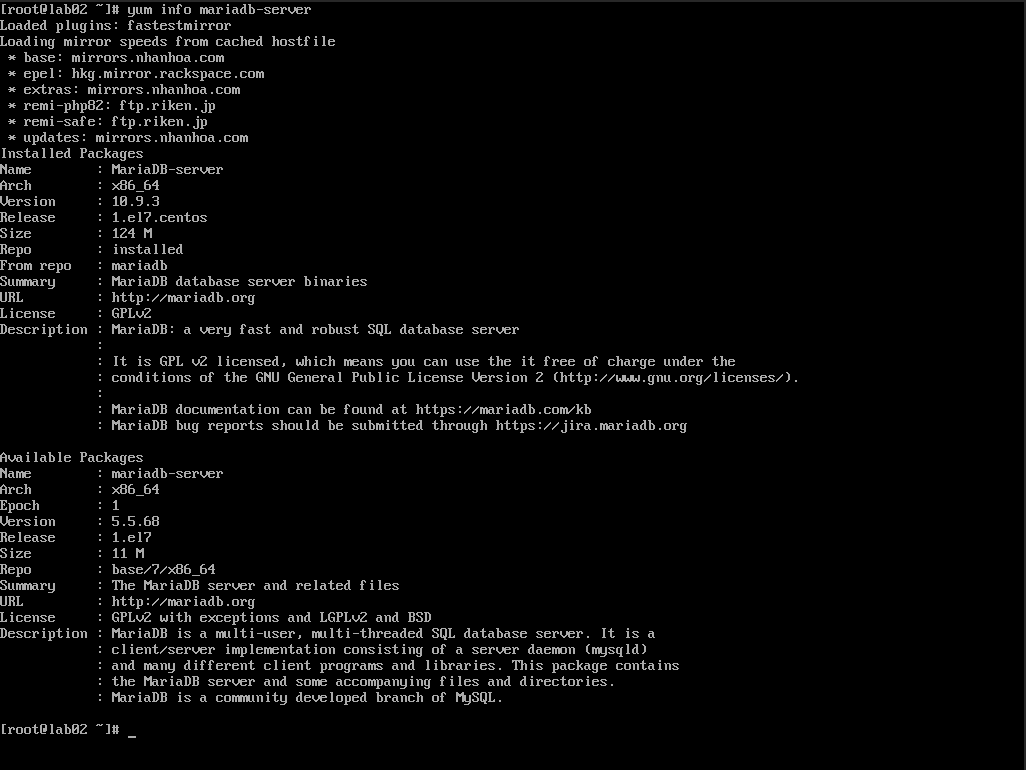 [root@lab02 ~]# yum info mariadb-server
Loaded plugins: fastestmirror
Loading mirror speeds from cached hostfile
 * base: mirrors.nhanhoa.com
 * epel: hkg.mirror.rackspace.com
 * extras: mirrors.nhanhoa.com
 * remi-php82: ftp.riken.jp
 * remi-safe: ftp.riken.jp
 * updates: mirrors.nhanhoa.com
Installed Packages
Name        : MariaDB-server
Arch        : x86_64
Version     : 10.9.3
Release     : 1.el7.centos
Size        : 124 M
Repo        : installed
From repo   : mariadb
Summary     : MariaDB database server binaries
URL         : http://mariadb.org
License     : GPLv2
Description : MariaDB: a very fast and robust SQL database server
            :
            : It is GPL v2 licensed, which means you can use the it free of charge under the
            : conditions of the GNU General Public License Version 2 (http://www.gnu.org/licenses/).
            :
            : MariaDB documentation can be found at https://mariadb.com/kb
            : MariaDB bug reports should be submitted through https://jira.mariadb.org

Available Packages
Name        : mariadb-server
Arch        : x86_64
Epoch       : 1
Version     : 5.5.68
Release     : 1.el7
Size        : 11 M
Repo        : base/7/x86_64
Summary     : The MariaDB server and related files
URL         : http://mariadb.org
License     : GPLv2 with exceptions and LGPLv2 and BSD
Description : MariaDB is a multi-user, multi-threaded SQL database server. It is a
            : client/server implementation consisting of a server daemon (mysqld)
            : and many different client programs and libraries. This package contains
            : the MariaDB server and some accompanying files and directories.
            : MariaDB is a community developed branch of MySQL.

[root@lab02 ~]# _